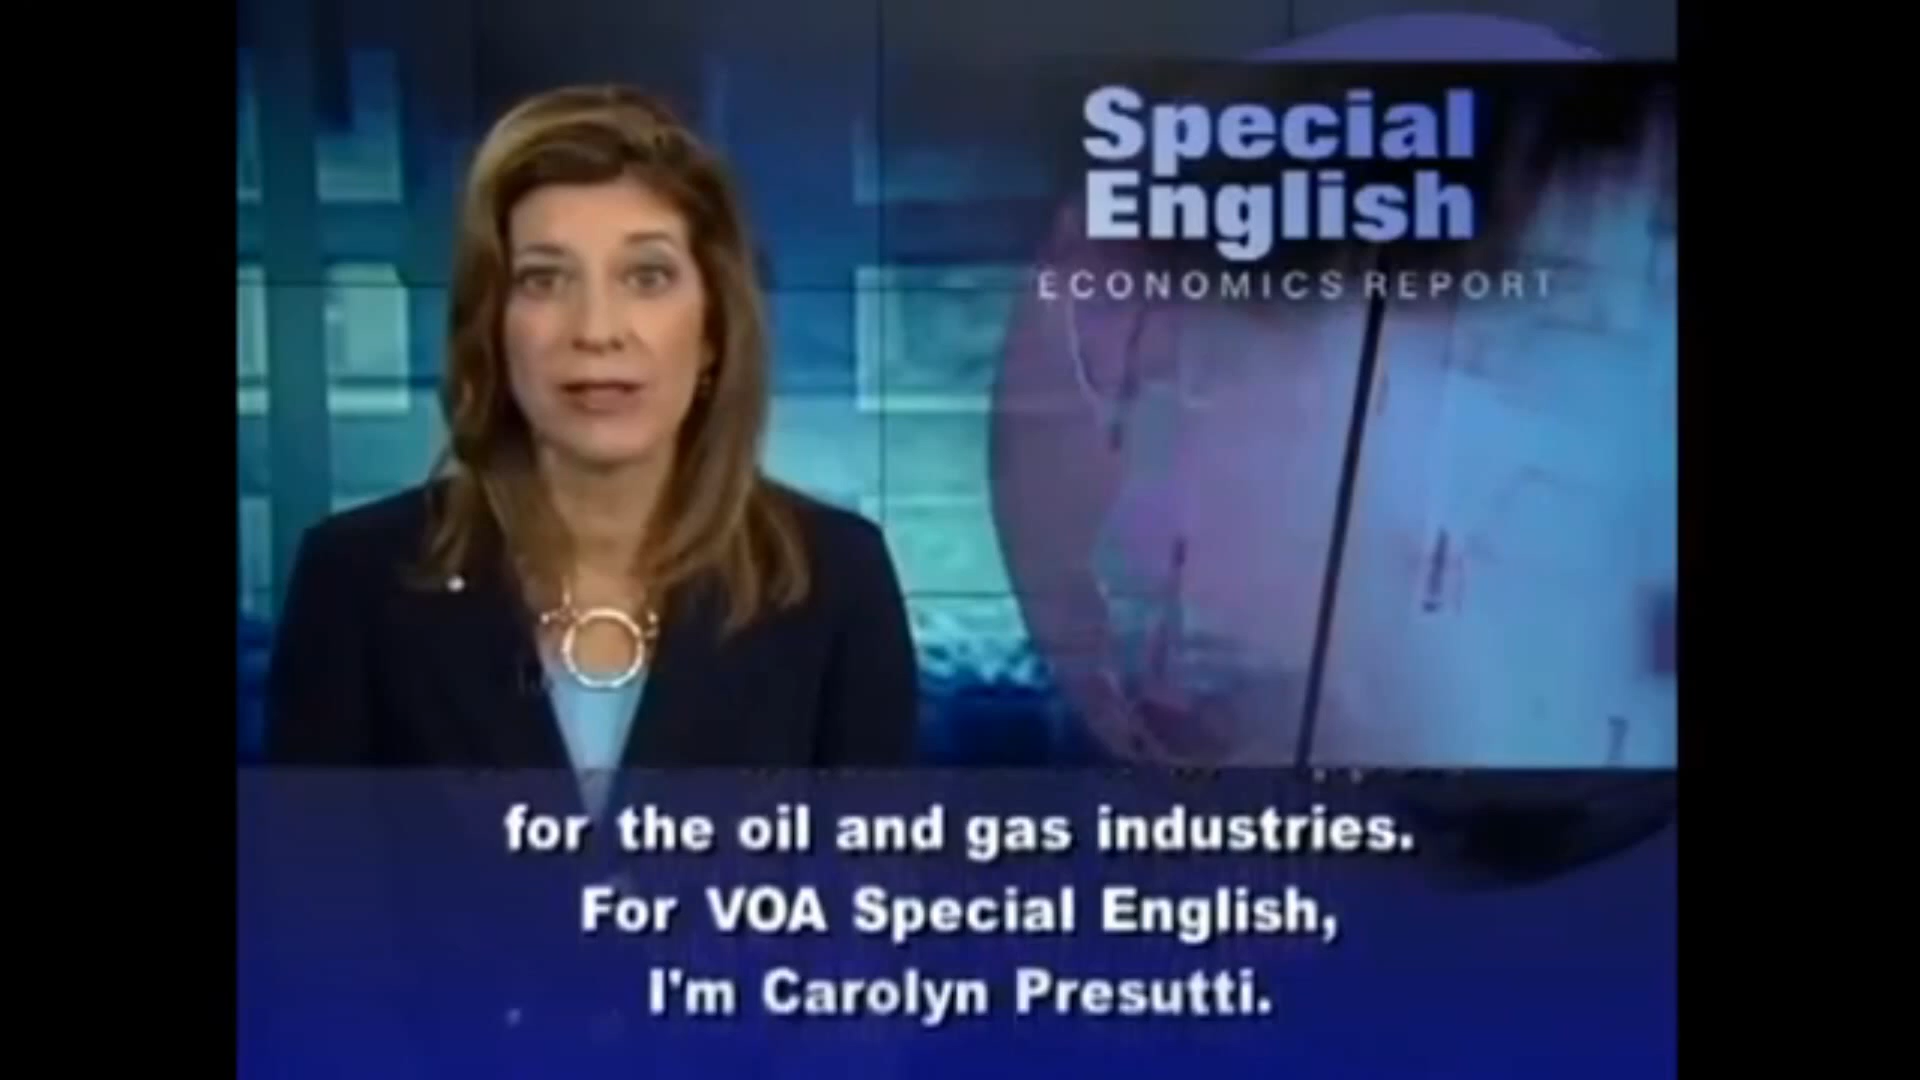 Special
English
ECONOMICS REPORT
for the oil and gas industries.
For VOA Special English,
I'm Carolyn Presutti.